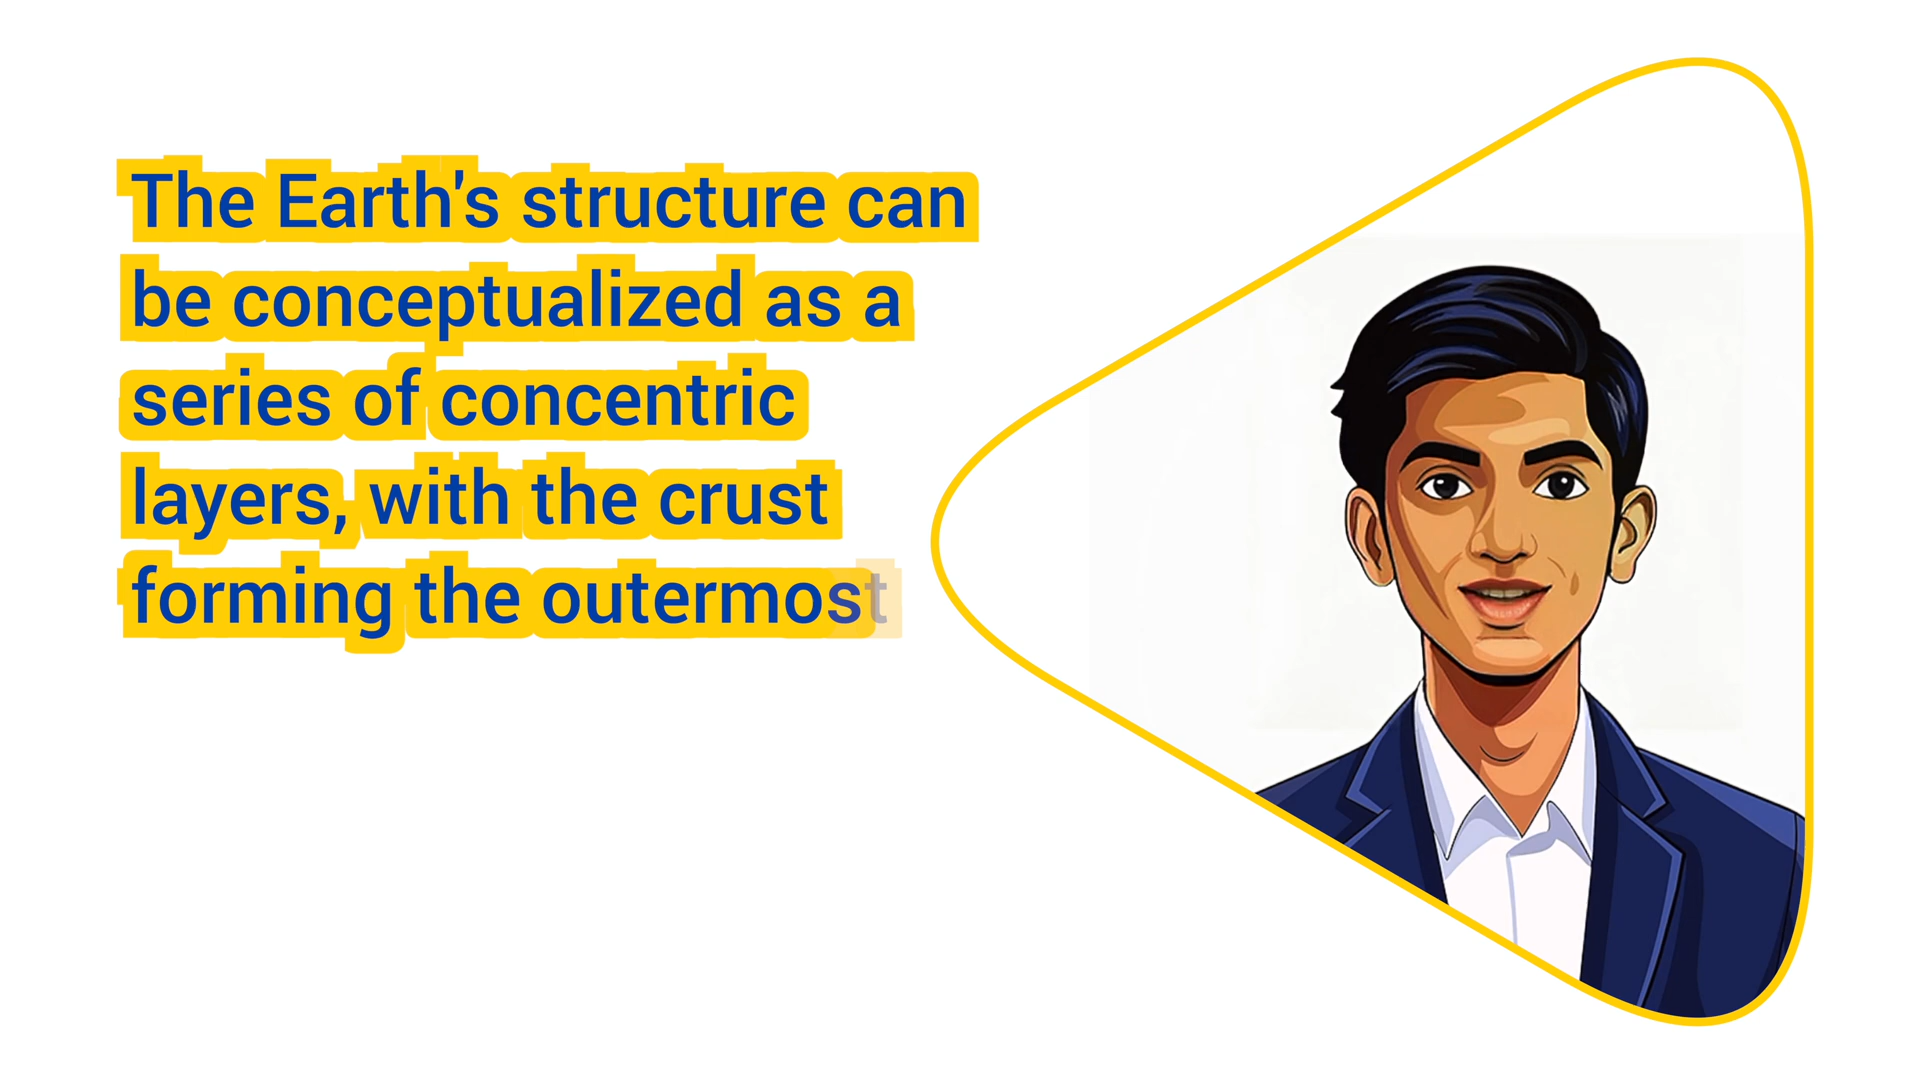 The Earth's structure can
be conceptualized as a
series of concentric
layers, with the crust
forming the outermost